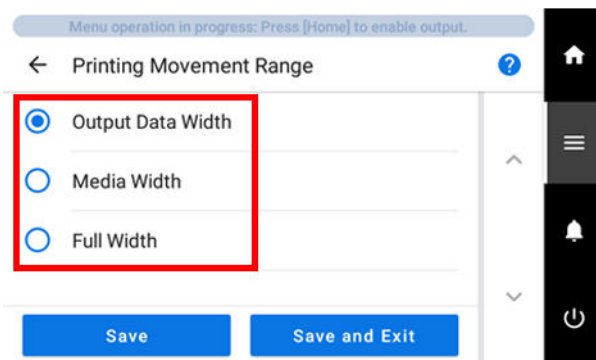 Menu operation in progress: Press [Home] to enable output.
Printing Movement Range
?
Output Data Width
Media Width
Full Width
Save
Save and Exit